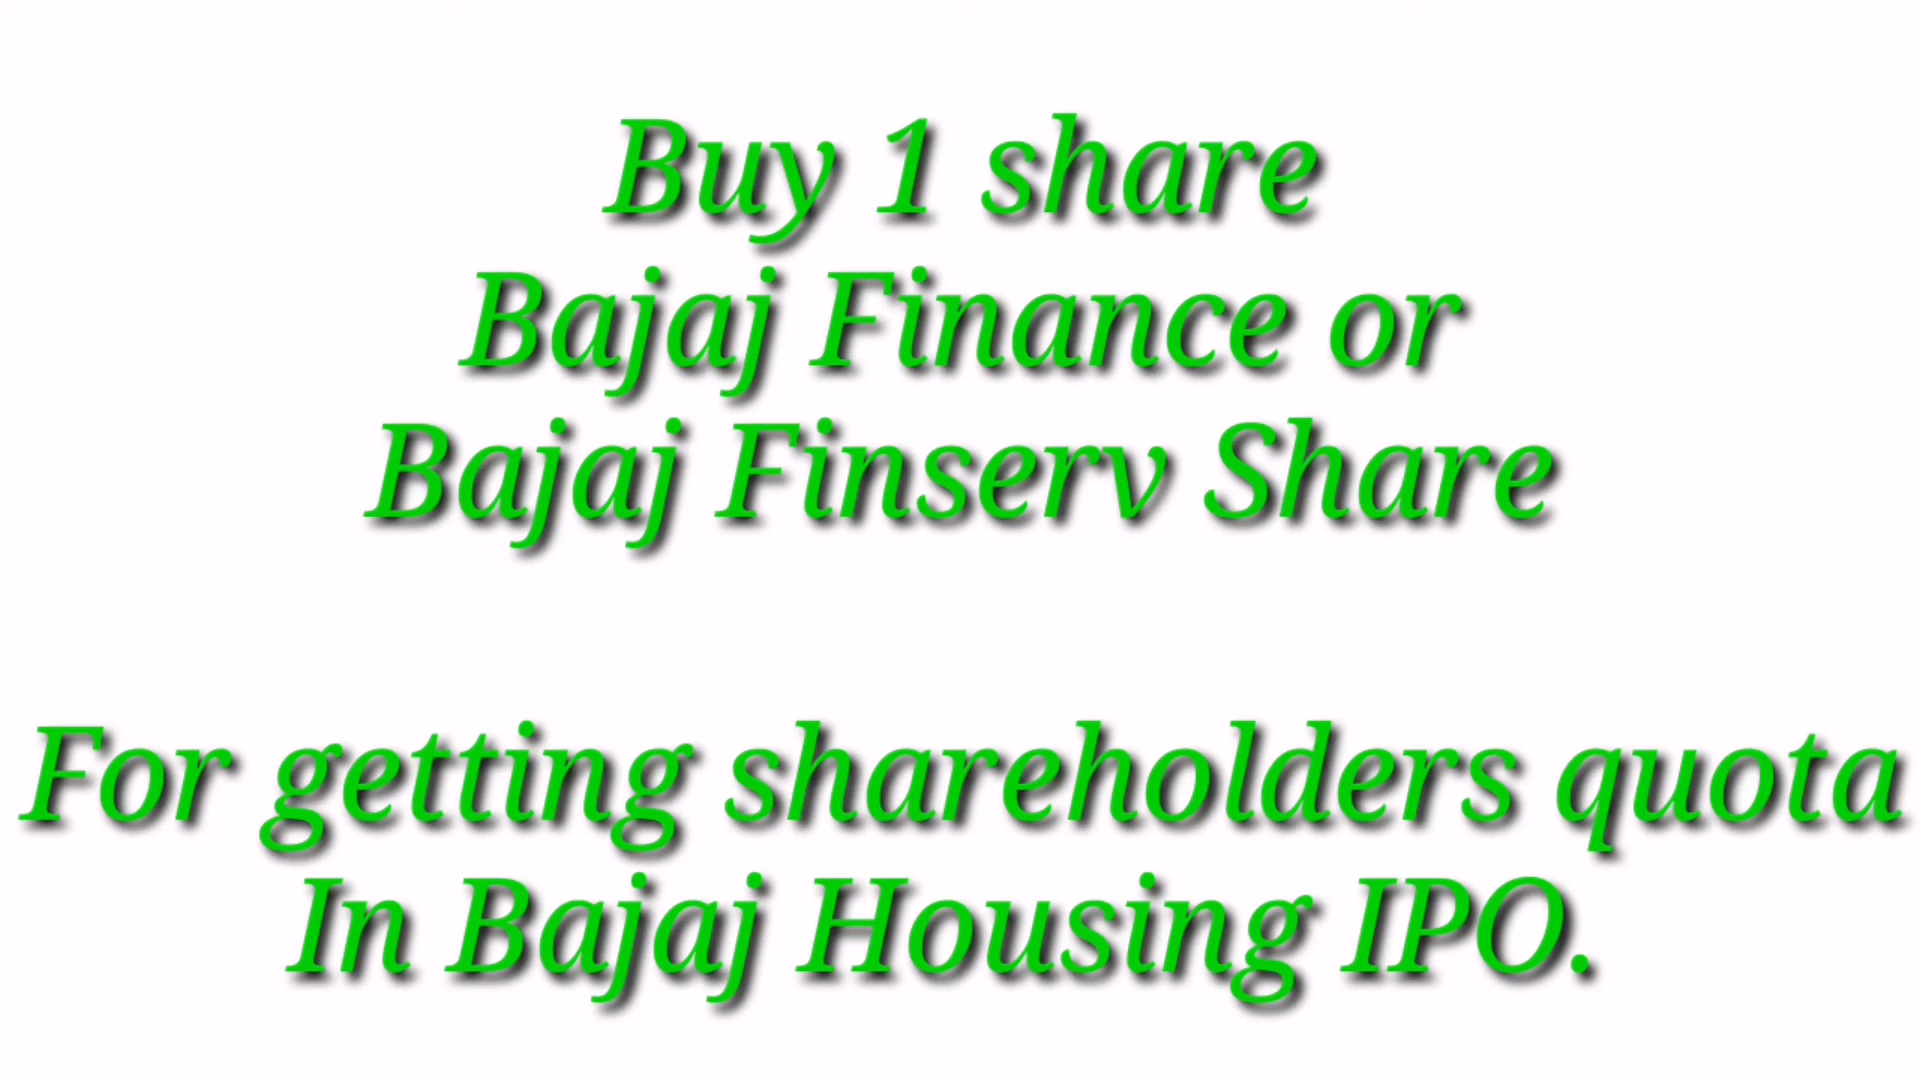 Buy 1 share
Bajaj Finance or
Bajaj Finserv Share
For getting shareholders quota
In Bajaj Housing IPO.